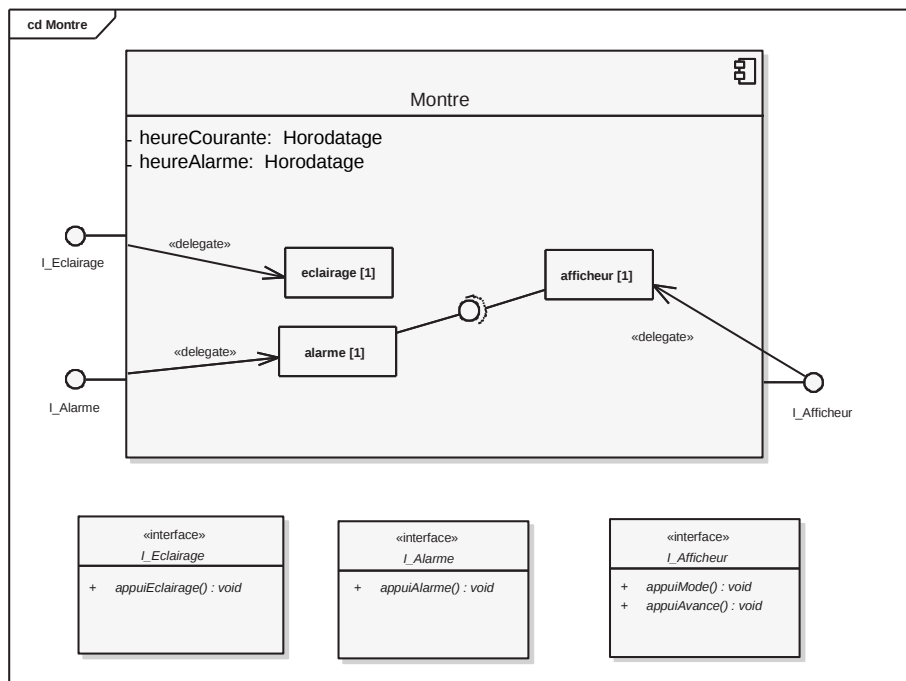 cd Montre
Montre
- heureCourante: Horodatage
- heureAlarme: Horodatage
I_Eclairage
«delegate»
eclairage [1]
afficheur [1]
«delegate»
alarme [1]
«delegate»
I_Alarme
I_Afficheur
«interface»
I_Eclairage
+ appuiEclairage() : void
«interface»
I_Alarme
+ appuiAlarme() : void
«interface»
I_Afficheur
+ appuiMode() : void
+ appuiAvance() : void